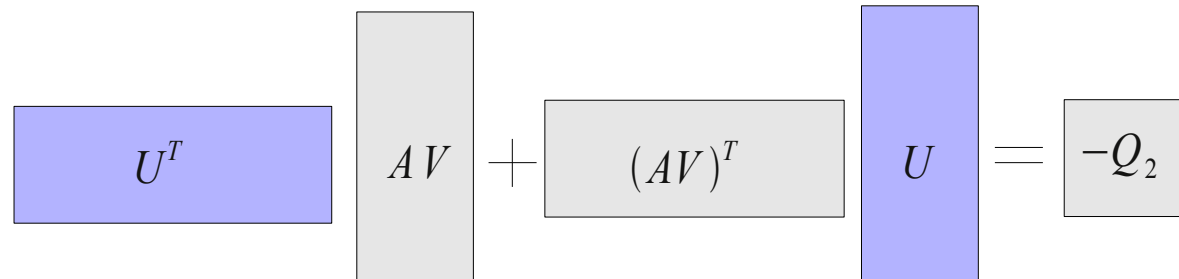 U^T AV + (AV)^T U = -Q_2